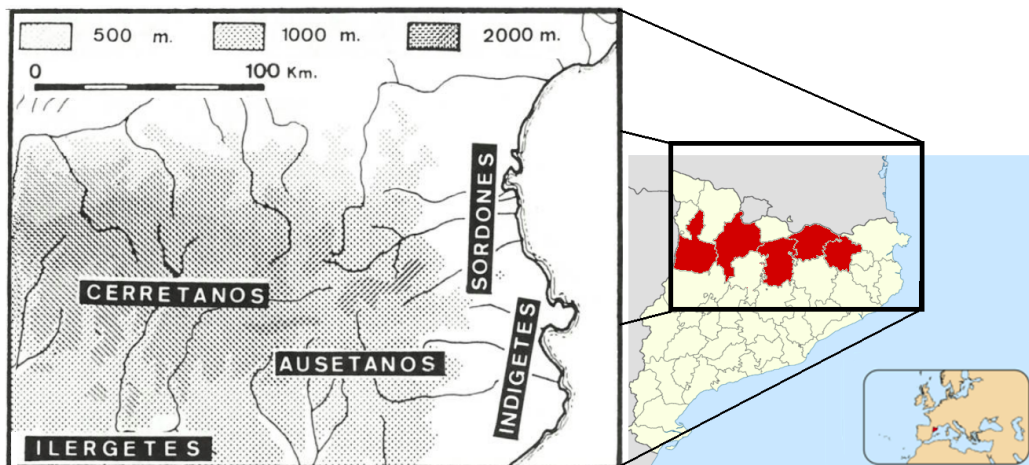 500 m.
1000 m.
2000 m.
0
100 Km.
SORDONES
CERRETANOS
INDIGETES
AUSETANOS
ILERGETES